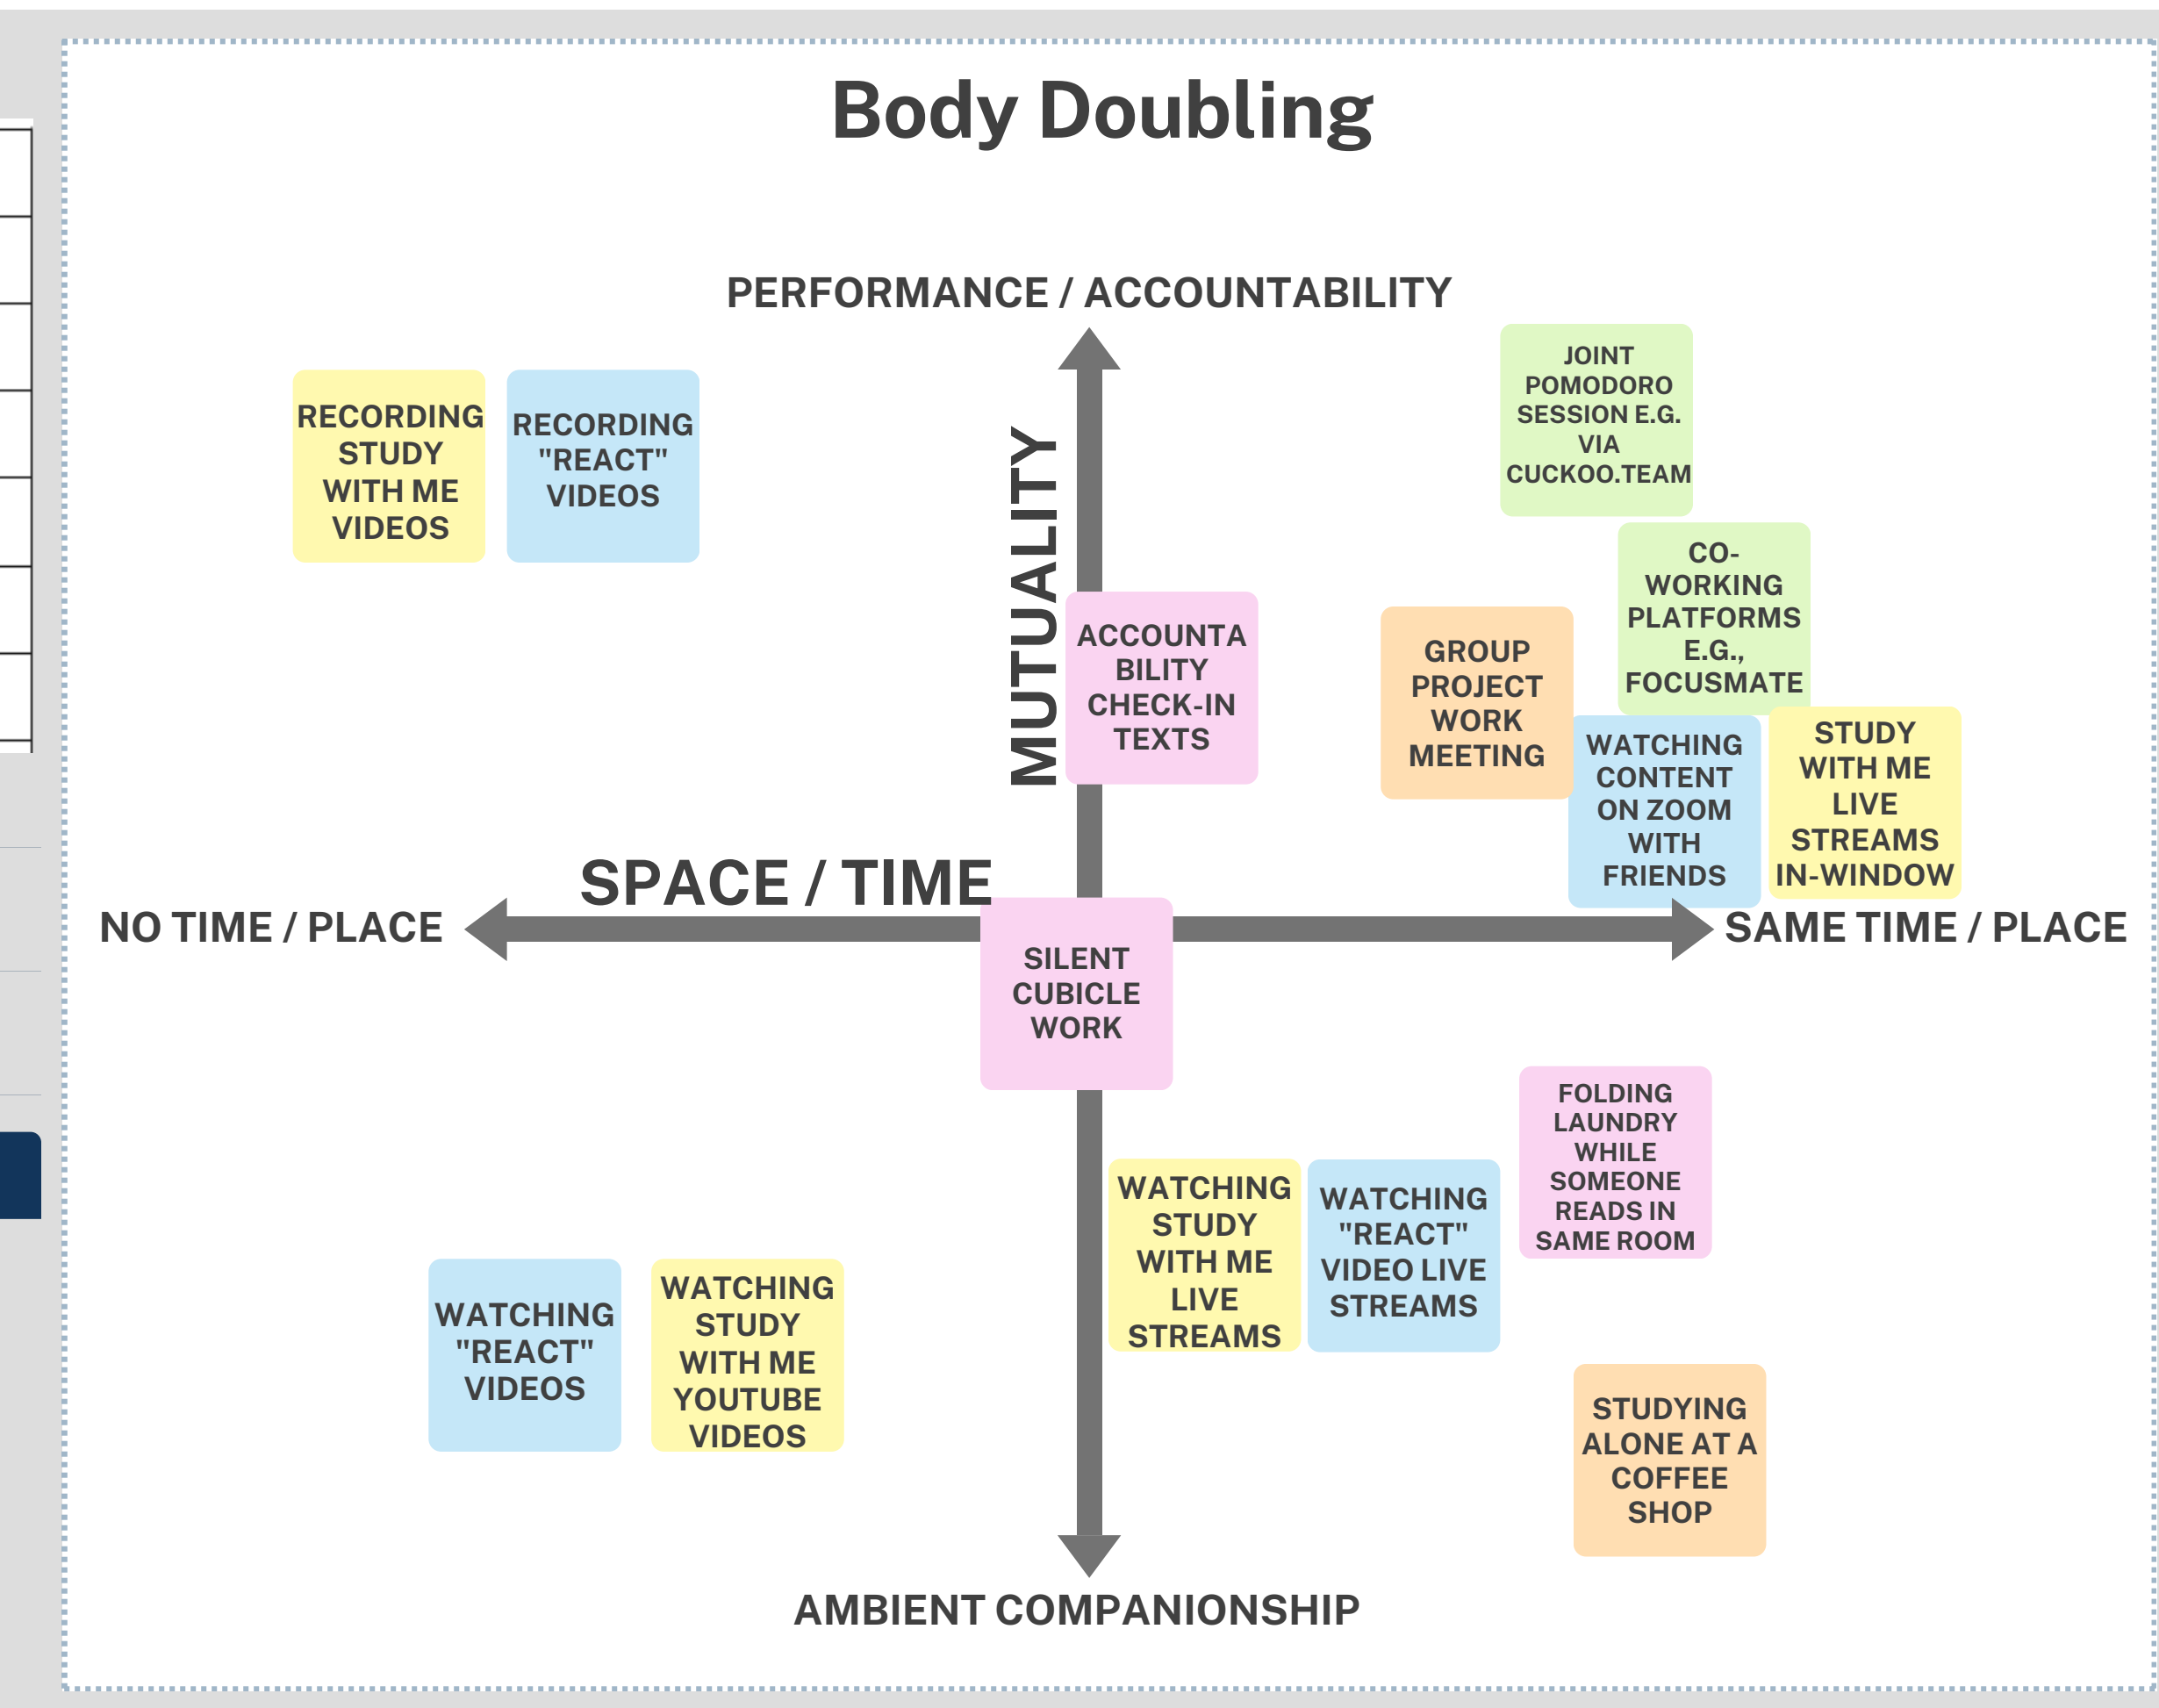 Body Doubling
PERFORMANCE / ACCOUNTABILITY
RECORDING
STUDY
WITH ME
VIDEOS
RECORDING
"REACT"
VIDEOS
MUTUALITY
JOINT
POMODORO
SESSION E.G.
VIA
CUCKOO.TEAM
CO-
WORKING
PLATFORMS
E.G.,
FOCUSMATE
ACCOUNTA
BILITY
CHECK-IN
TEXTS
GROUP
PROJECT
WORK
MEETING
WATCHING
CONTENT
ON ZOOM
WITH
FRIENDS
STUDY
WITH ME
LIVE
STREAMS
IN-WINDOW
SPACE / TIME
NO TIME / PLACE
SAME TIME / PLACE
SILENT
CUBICLE
WORK
FOLDING
LAUNDRY
WHILE
SOMEONE
READS IN
SAME ROOM
WATCHING
STUDY
WITH ME
LIVE
STREAMS
WATCHING
"REACT"
VIDEO LIVE
STREAMS
WATCHING
"REACT"
VIDEOS
WATCHING
STUDY
WITH ME
YOUTUBE
VIDEOS
STUDYING
ALONE AT A
COFFEE
SHOP
AMBIENT COMPANIONSHIP